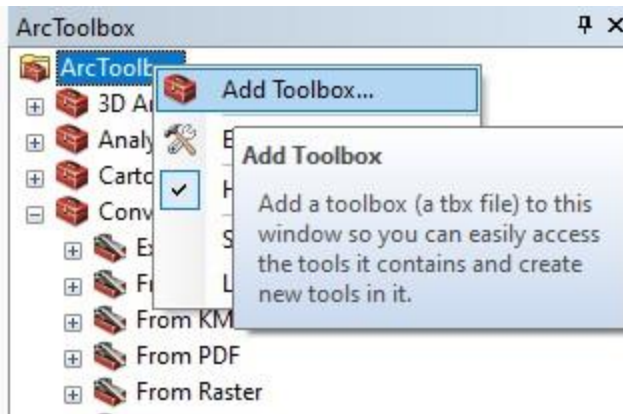 ArcToolbox
ArcToolb
Add Toolbox...
3D A
Analy
E
Add Toolbox
Carto
H
Add a toolbox (a tbx file) to this
Conv
S
window so you can easily access
E
the tools it contains and create
F
L
new tools in it.
From KM
From PDF
From Raster